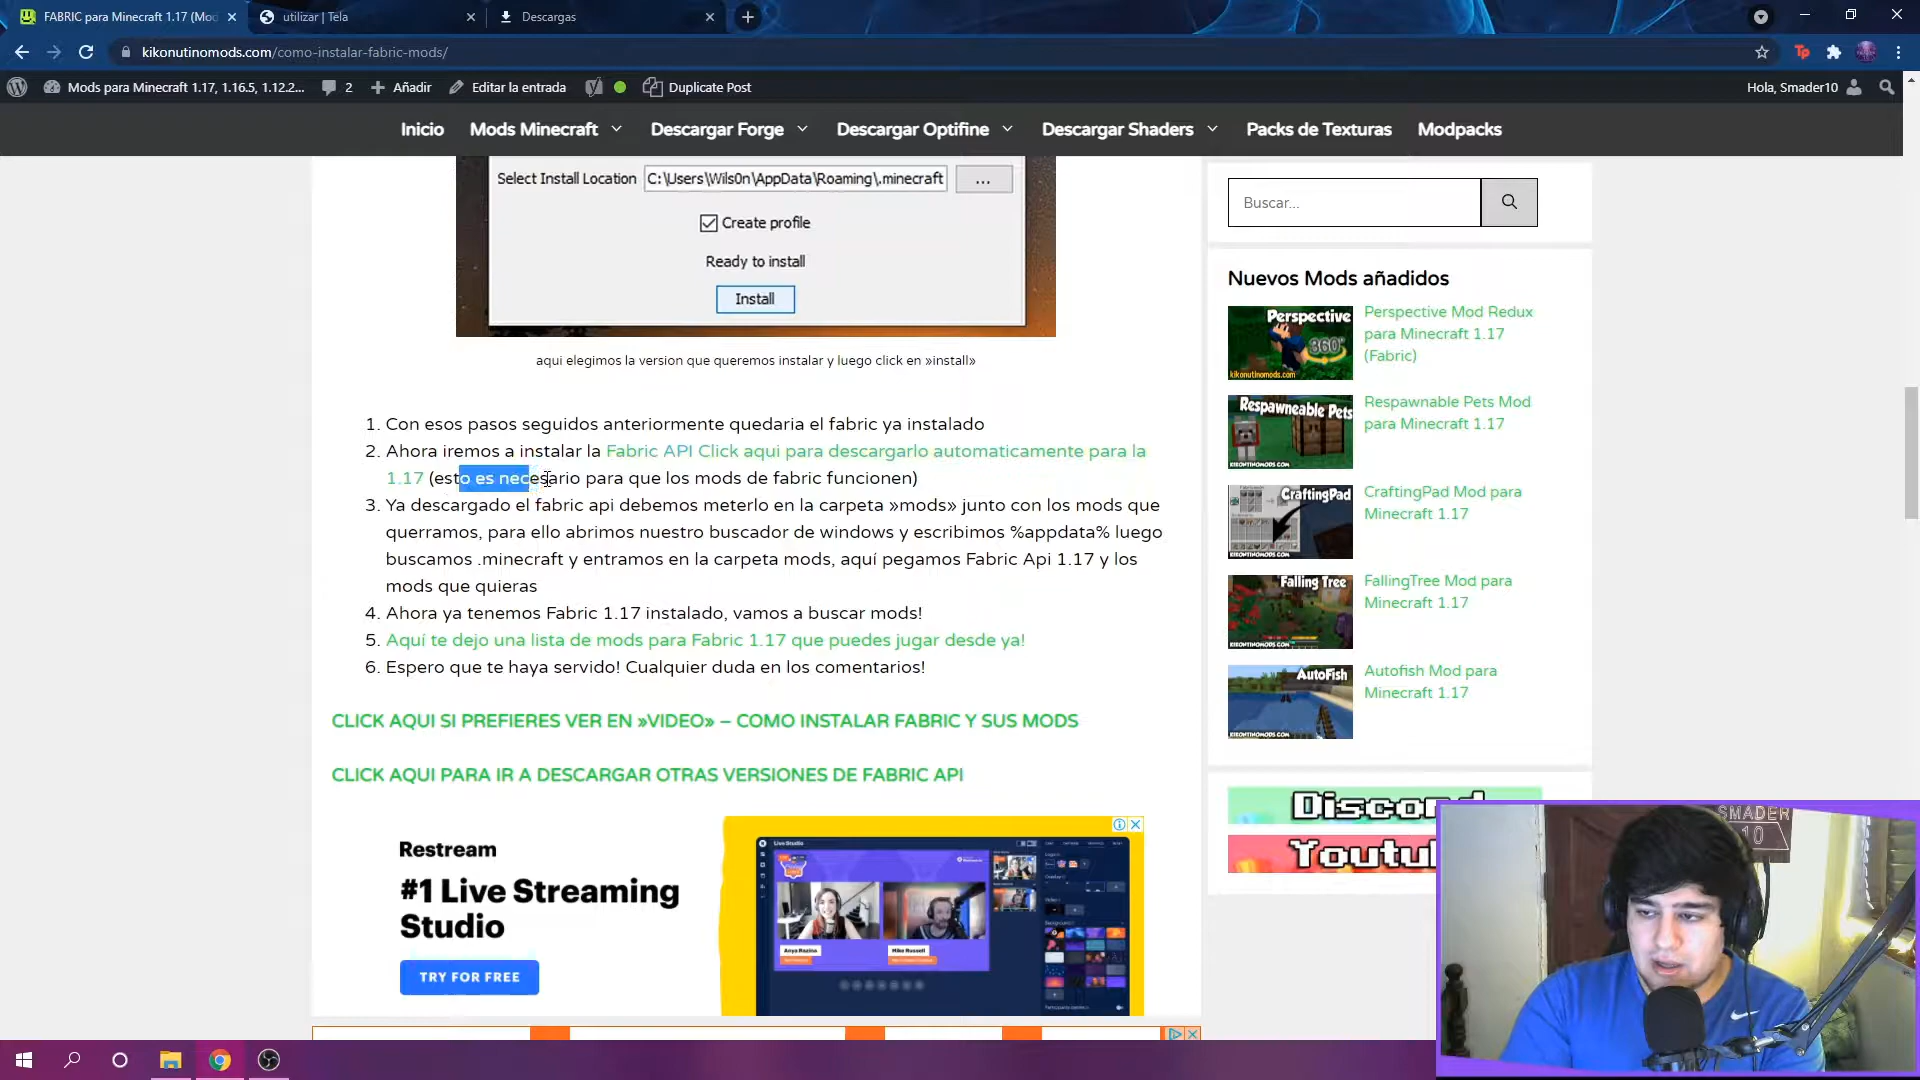 FABRIC para Minecraft 1.17 (Mod
utilizar | Tela
Descargas
kikonutinomods.com/como-instalar-fabric-mods/
Mods para Minecraft 1.17, 1.16.5, 1.12.2...
2
Añadir
Editar la entrada
Duplicate Post
Hola, Smader10
Inicio
Mods Minecraft
Descargar Forge
Descargar Optifine
Descargar Shaders
Packs de Texturas
Modpacks
Select Install Location
C:\Users\Wils0n\AppData\Roaming\.minecraft
...
Create profile
Ready to install
Install
aqui elegimos la version que queremos instalar y luego click en »install»
1. Con esos pasos seguidos anteriormente quedaria el fabric ya instalado
2. Ahora iremos a instalar la Fabric API Click aqui para descargarlo automaticamente para la
1.17 (esto es necesario para que los mods de fabric funcionen)
3. Ya descargado el fabric api debemos meterlo en la carpeta »mods» junto con los mods que
querramos, para ello abrimos nuestro buscador de windows y escribimos %appdata% luego
buscamos .minecraft y entramos en la carpeta mods, aquí pegamos Fabric Api 1.17 y los
mods que quieras
4. Ahora ya tenemos Fabric 1.17 instalado, vamos a buscar mods!
5. Aquí te dejo una lista de mods para Fabric 1.17 que puedes jugar desde ya!
6. Espero que te haya servido! Cualquier duda en los comentarios!
CLICK AQUI SI PREFIERES VER EN »VIDEO» – COMO INSTALAR FABRIC Y SUS MODS
CLICK AQUI PARA IR A DESCARGAR OTRAS VERSIONES DE FABRIC API
Restream
#1 Live Streaming
Studio
TRY FOR FREE
Live Studio
Buscar...
Nuevos Mods añadidos
Perspective
360°
kikonutinomods.com
Perspective Mod Redux
para Minecraft 1.17
(Fabric)
Respawneable Pets
Respawnable Pets Mod
para Minecraft 1.17
CraftingPad
CraftingPad Mod para
Minecraft 1.17
Falling Tree
FallingTree Mod para
Minecraft 1.17
AutoFish
Autofish Mod para
Minecraft 1.17
Discord
Youtu
SMADER
10